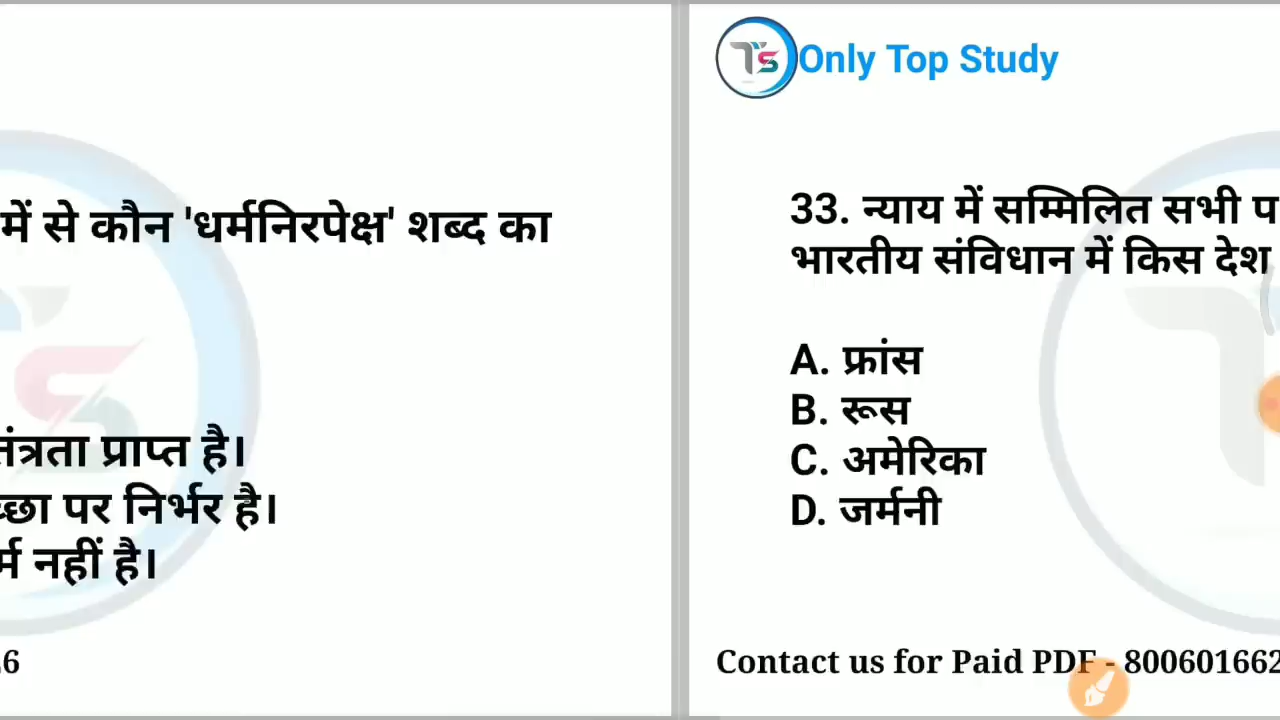 में से कौन 'धर्मनिरपेक्ष' शब्द का
प्राप्त है।
पर निर्भर है।
नहीं है।
6
TS Only Top Study
33. न्याय में सम्मिलित सभी
भारतीय संविधान में किस देश
A. फ्रांस
B. रूस
C. अमेरिका
D. जर्मनी
Contact us for Paid PDF - 800601662